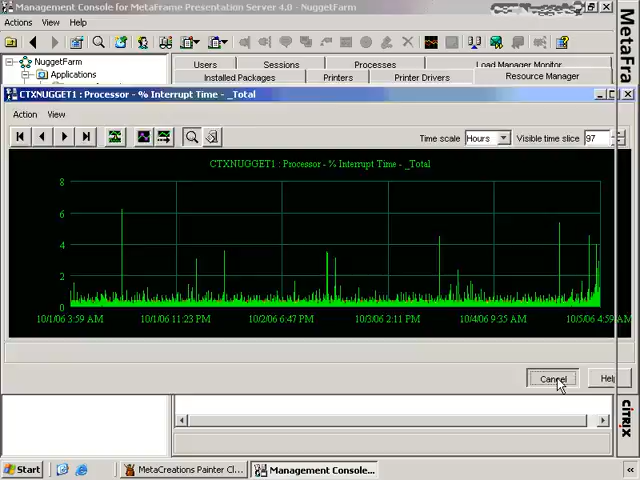 Management Console for MetaFrame Presentation Server 4.0 - NuggetFarm
Actions View Help
NuggetFarm
Applications
Users Sessions Processes Load Manager Monitor
Installed Packages Printers Printer Drivers Resource Manager
CTXNUGGET1 : Processor - % Interrupt Time - _Total
Action View
Time scale Hours Visible time slice 97
CTXNUGGET1 : Processor - % Interrupt Time - _Total
8
6
4
2
0
10/1/06 3:59 AM 10/1/06 11:23 PM 10/2/06 6:47 PM 10/3/06 2:11 PM 10/4/06 9:35 AM 10/5/06 4:59 AM
Cancel Help
MetaFra
CITRIX
Start MetaCreations Painter Cl... Management Console...